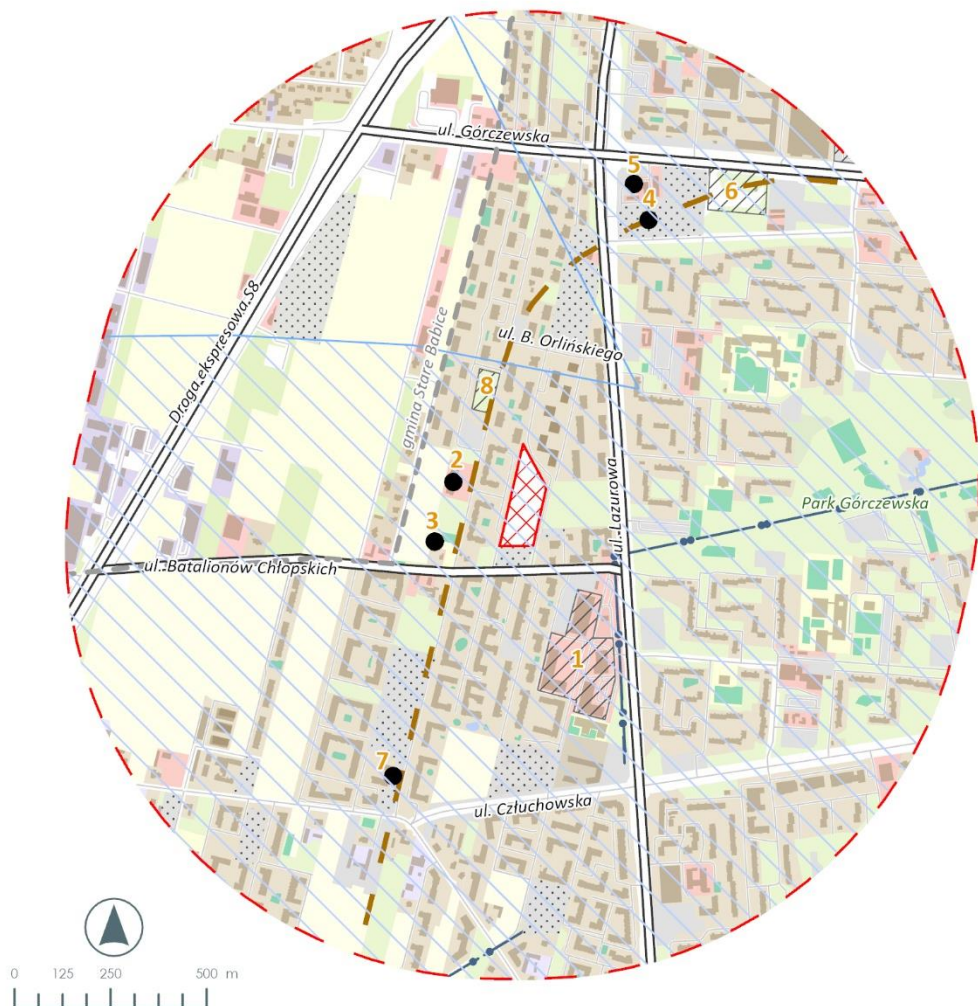 ul. Górczewska
5
4
6
Droga ekspresowa S8
ul. B. Orlińskiego
gmina Stare Babice
8
2
ul. Lazurowa
Park Górczewska
3
ul. Batalionów Chłopskich
1
7
ul. Człuchowska
0 125 250 500 m